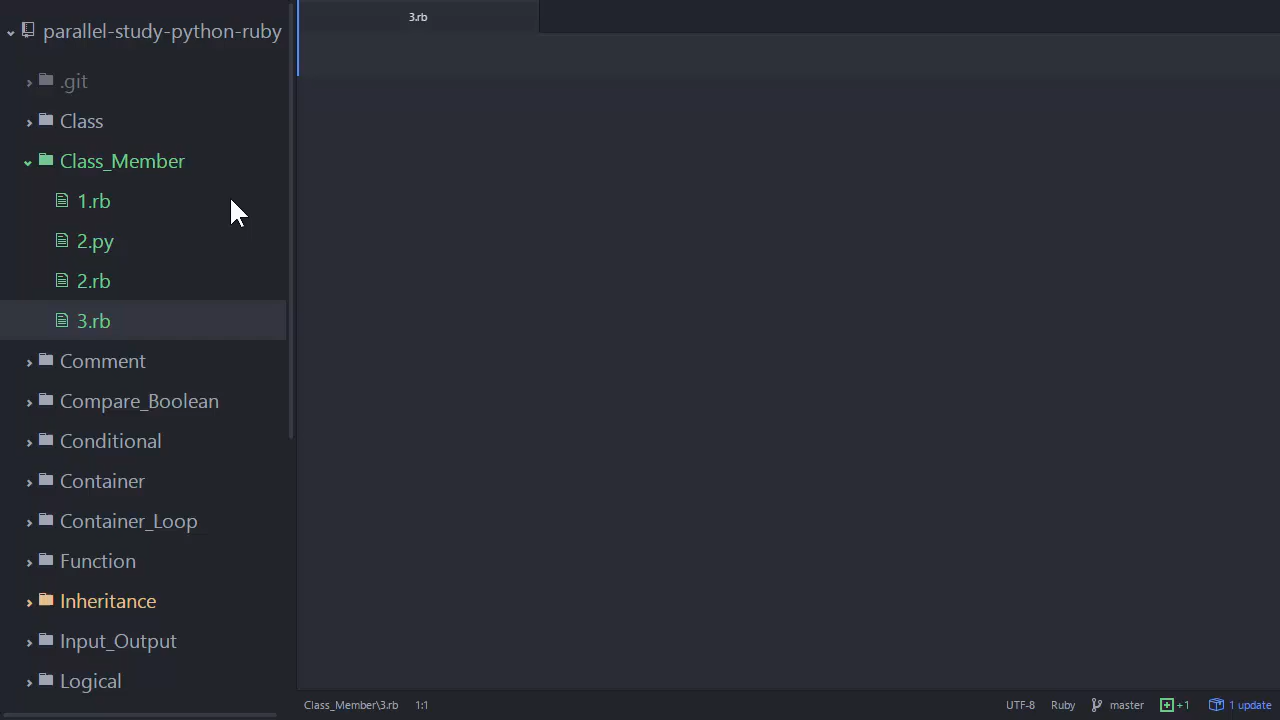 parallel-study-python-ruby
.git
Class
Class_Member
1.rb
2.py
2.rb
3.rb
Comment
Compare_Boolean
Conditional
Container
Container_Loop
Function
Inheritance
Input_Output
Logical
3.rb
Class_Member\3.rb 1:1 UTF-8 Ruby master +1 1 update